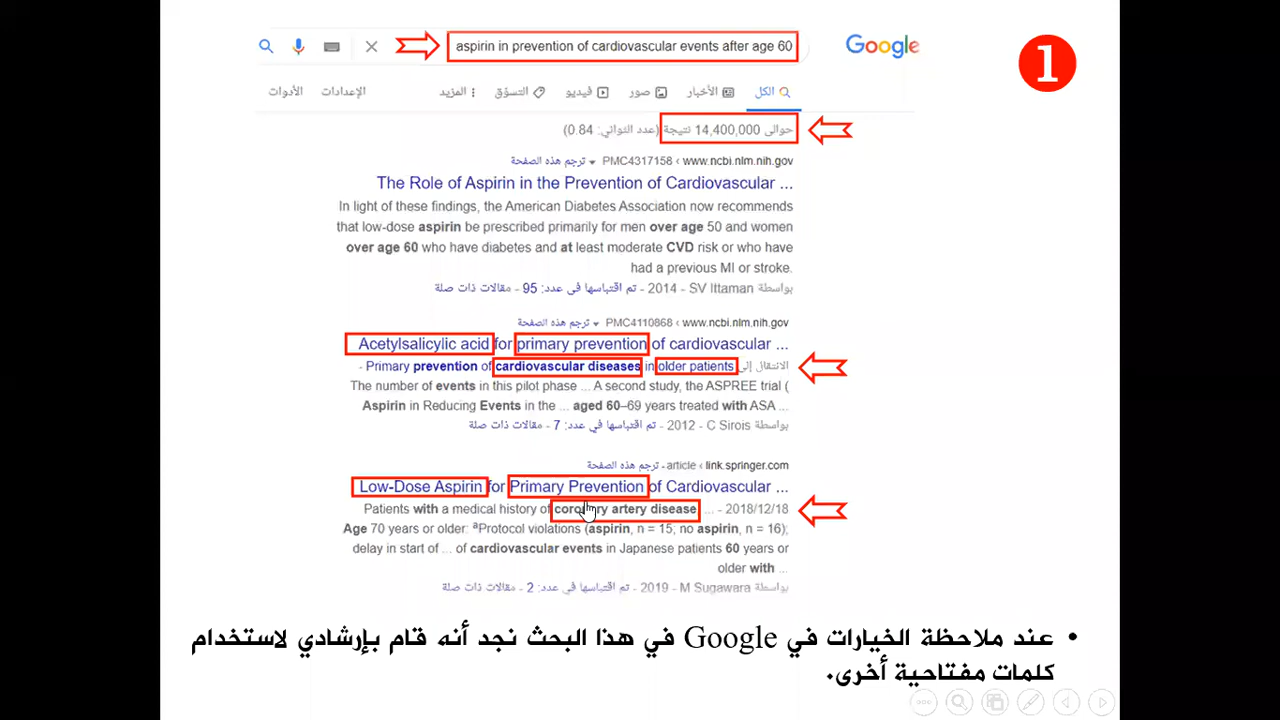 aspirin in prevention of cardiovascular events after age 60
Google
1
الكل الأخبار صور فيديو التسوّق المزيد الإعدادات الأدوات
حوالى 14,400,000 نتيجة (عدد الثواني: 0.84)
www.ncbi.nlm.nih.gov › PMC4317158 ترجم هذه الصفحة
The Role of Aspirin in the Prevention of Cardiovascular ...
In light of these findings, the American Diabetes Association now recommends
that low-dose aspirin be prescribed primarily for men over age 50 and women
over age 60 who have diabetes and at least moderate CVD risk or who have
had a previous MI or stroke.
بواسطة SV Ittaman - 2014 - تم اقتباسها في عدد: 95 - مقالات ذات صلة
www.ncbi.nlm.nih.gov › PMC4110868 ترجم هذه الصفحة
Acetylsalicylic acid for primary prevention of cardiovascular ...
الانتقال إلى Primary prevention of cardiovascular diseases in older patients -
The number of events in this pilot phase ... A second study, the ASPREE trial (
Aspirin in Reducing Events in the ... aged 60–69 years treated with ASA ...
بواسطة C Sirois - 2012 - تم اقتباسها في عدد: 7 - مقالات ذات صلة
link.springer.com › article - ترجم هذه الصفحة
Low-Dose Aspirin for Primary Prevention of Cardiovascular ...
Patients with a medical history of coronary artery disease ... - 2018/12/18
Age 70 years or older: ªProtocol violations (aspirin, n = 15; no aspirin, n = 16);
delay in start of ... of cardiovascular events in Japanese patients 60 years or
older with ...
بواسطة M Sugawara - 2019 - تم اقتباسها في عدد: 2 - مقالات ذات صلة
• عند ملاحظة الخيارات في Google في هذا البحث نجد أنه قام بإرشادي لاستخدام
كلمات مفتاحية أخرى.